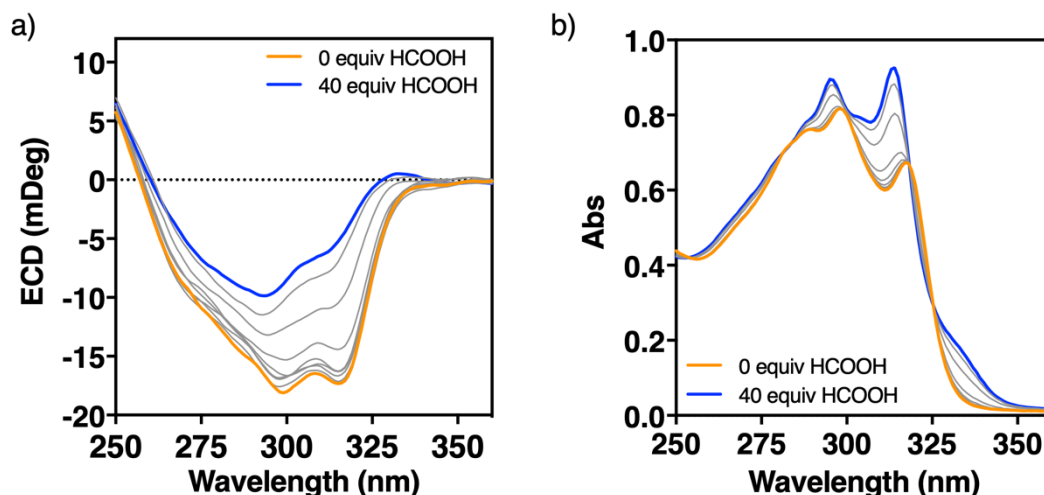 a)
ECD (mDeg)
10
5
0
-5
-10
-15
-20
0 equiv HCOOH
40 equiv HCOOH
250 275 300 325 350
Wavelength (nm)
b)
Abs
1.0
0.8
0.6
0.4
0.2
0.0
0 equiv HCOOH
40 equiv HCOOH
250 275 300 325 350
Wavelength (nm)